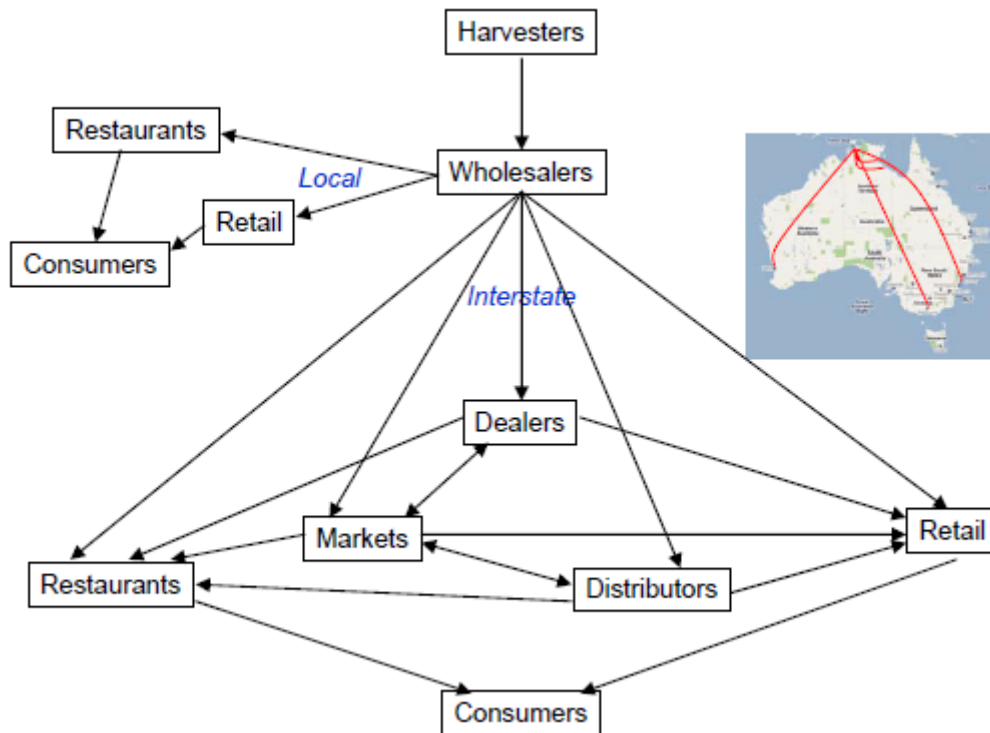 Harvesters
Restaurants
Wholesalers
Local
Retail
Consumers
Interstate
Dealers
Markets
Retail
Restaurants
Distributors
Consumers